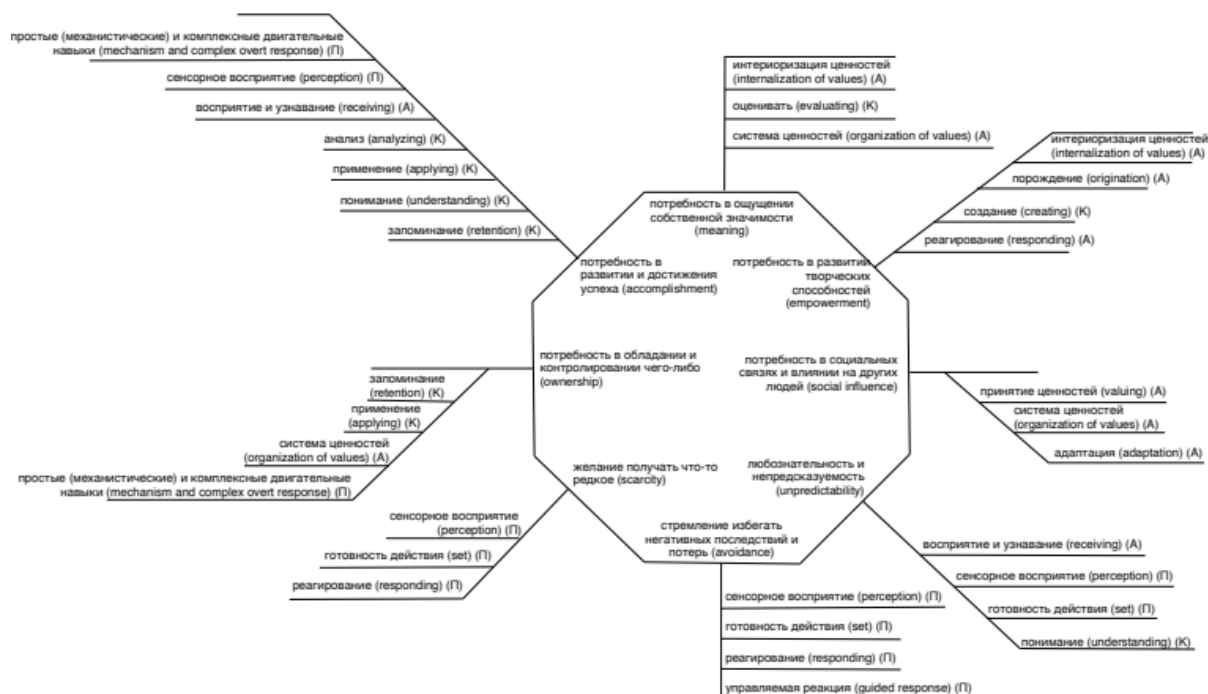 простые (механистические) и комплексные двигательные
навыки (mechanism and complex overt response) (П)
сенсорное восприятие (perception) (П)
восприятие и узнавание (receiving) (А)
анализ (analyzing) (К)
применение (applying) (К)
понимание (understanding) (К)
запоминание (retention) (К)
интериоризация ценностей
(internalization of values) (А)
оценивать (evaluating) (К)
система ценностей (organization of values) (А)
интериоризация ценностей
(internalization of values) (А)
порождение (origination) (А)
создание (creating) (К)
реагирование (responding) (А)
потребность в ощущении
собственной значимости
(meaning)
потребность в
развитии и достижения
успеха (accomplishment)
потребность в развитии
творческих
способностей
(empowerment)
потребность в обладании и
контролировании чего-либо
(ownership)
потребность в социальных
связях и влиянии на других
людей (social influence)
желание получать что-то
редкое (scarcity)
любознательность и
непредсказуемость
(unpredictability)
стремление избегать
негативных последствий и
потерь (avoidance)
запоминание
(retention) (К)
применение
(applying) (К)
система ценностей
(organization of values) (А)
простые (механистические) и комплексные двигательные
навыки (mechanism and complex overt response) (П)
принятие ценностей (valuing) (А)
система ценностей
(organization of values) (А)
адаптация (adaptation) (А)
сенсорное восприятие
(perception) (П)
готовность действия (set) (П)
реагирование (responding) (П)
сенсорное восприятие (perception) (П)
готовность действия (set) (П)
реагирование (responding) (П)
управляемая реакция (guided response) (П)
восприятие и узнавание (receiving) (А)
сенсорное восприятие (perception) (П)
готовность действия (set) (П)
понимание (understanding) (К)